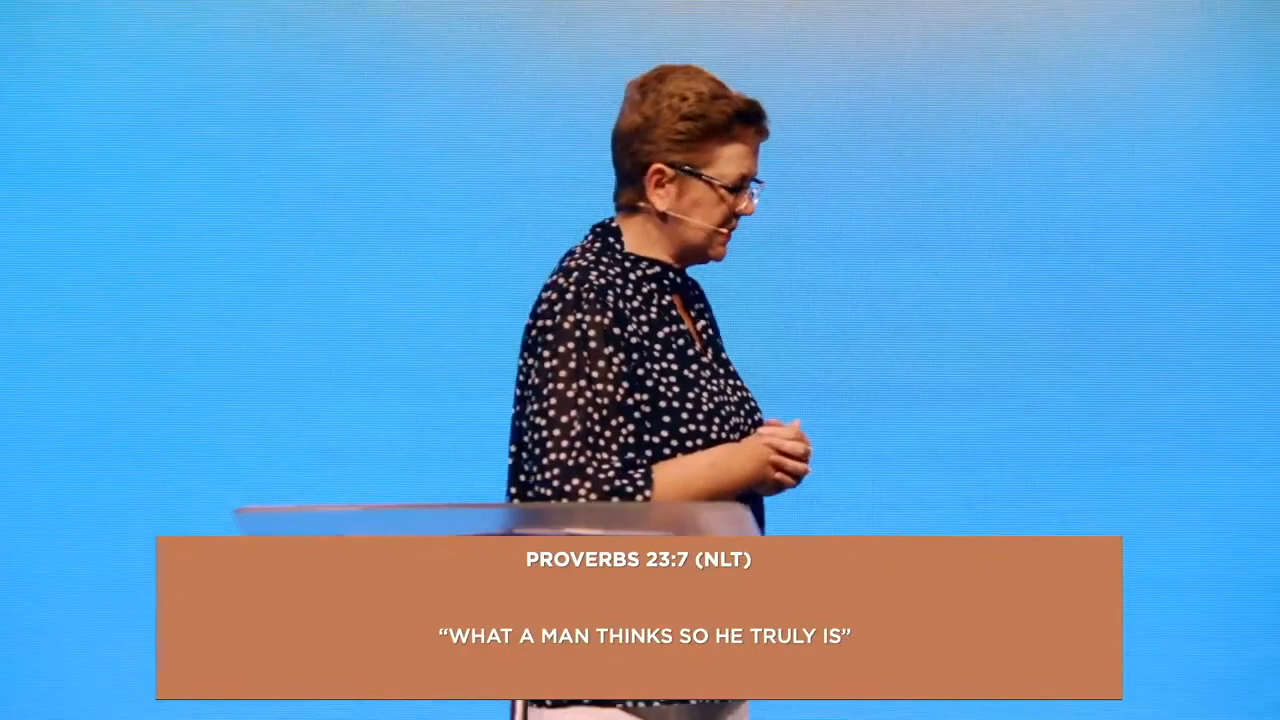 PROVERBS 23:7 (NLT)
“WHAT A MAN THINKS SO HE TRULY IS”